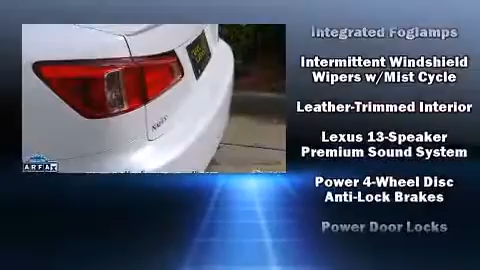 Integrated Foglamps
Intermittent Windshield
Wipers w/Mist Cycle
Leather-Trimmed Interior
Lexus 13-Speaker
Premium Sound System
Power 4-Wheel Disc
Anti-Lock Brakes
Power Door Locks
ARFAX